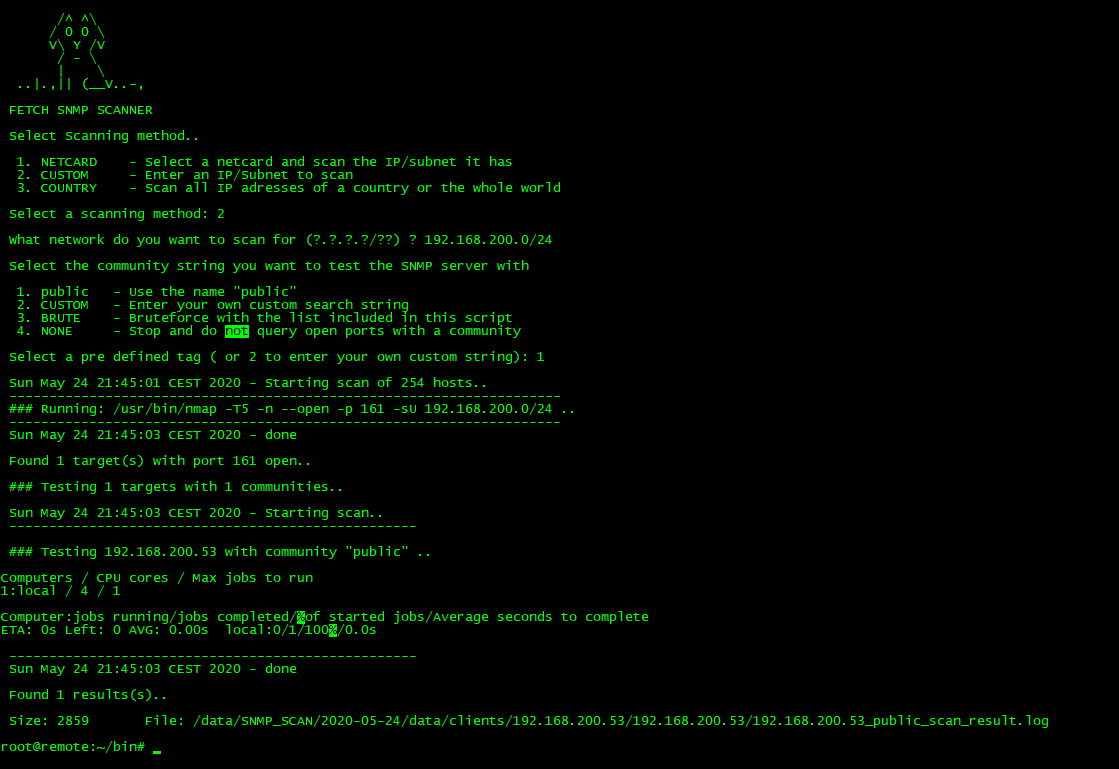 /^ ^\
/ O O \
V\ Y /V
/ - \
|    \
..|.,|| (__V..-,
FETCH SNMP SCANNER
Select Scanning method..
1. NETCARD    - Select a netcard and scan the IP/subnet it has
2. CUSTOM     - Enter an IP/Subnet to scan
3. COUNTRY    - Scan all IP adresses of a country or the whole world
Select a scanning method: 2
What network do you want to scan for (?.?.?.?/??) ? 192.168.200.0/24
Select the community string you want to test the SNMP server with
1. public   - Use the name "public"
2. CUSTOM   - Enter your own custom search string
3. BRUTE    - Bruteforce with the list included in this script
4. NONE     - Stop and do not query open ports with a community
Select a pre defined tag ( or 2 to enter your own custom string): 1
Sun May 24 21:45:01 CEST 2020 - Starting scan of 254 hosts..
---------------------------------------------------------------------
### Running: /usr/bin/nmap -T5 -n --open -p 161 -sU 192.168.200.0/24 ..
---------------------------------------------------------------------
Sun May 24 21:45:03 CEST 2020 - done
Found 1 target(s) with port 161 open..
### Testing 1 targets with 1 communities..
Sun May 24 21:45:03 CEST 2020 - Starting scan..
---------------------------------------------------
### Testing 192.168.200.53 with community "public" ..
Computers / CPU cores / Max jobs to run
1:local / 4 / 1
Computer:jobs running/jobs completed/%of started jobs/Average seconds to complete
ETA: 0s Left: 0 AVG: 0.00s  local:0/1/100%/0.0s
---------------------------------------------------
Sun May 24 21:45:03 CEST 2020 - done
Found 1 results(s)..
Size: 2859       File: /data/SNMP_SCAN/2020-05-24/data/clients/192.168.200.53/192.168.200.53/192.168.200.53_public_scan_result.log
root@remote:~/bin# _